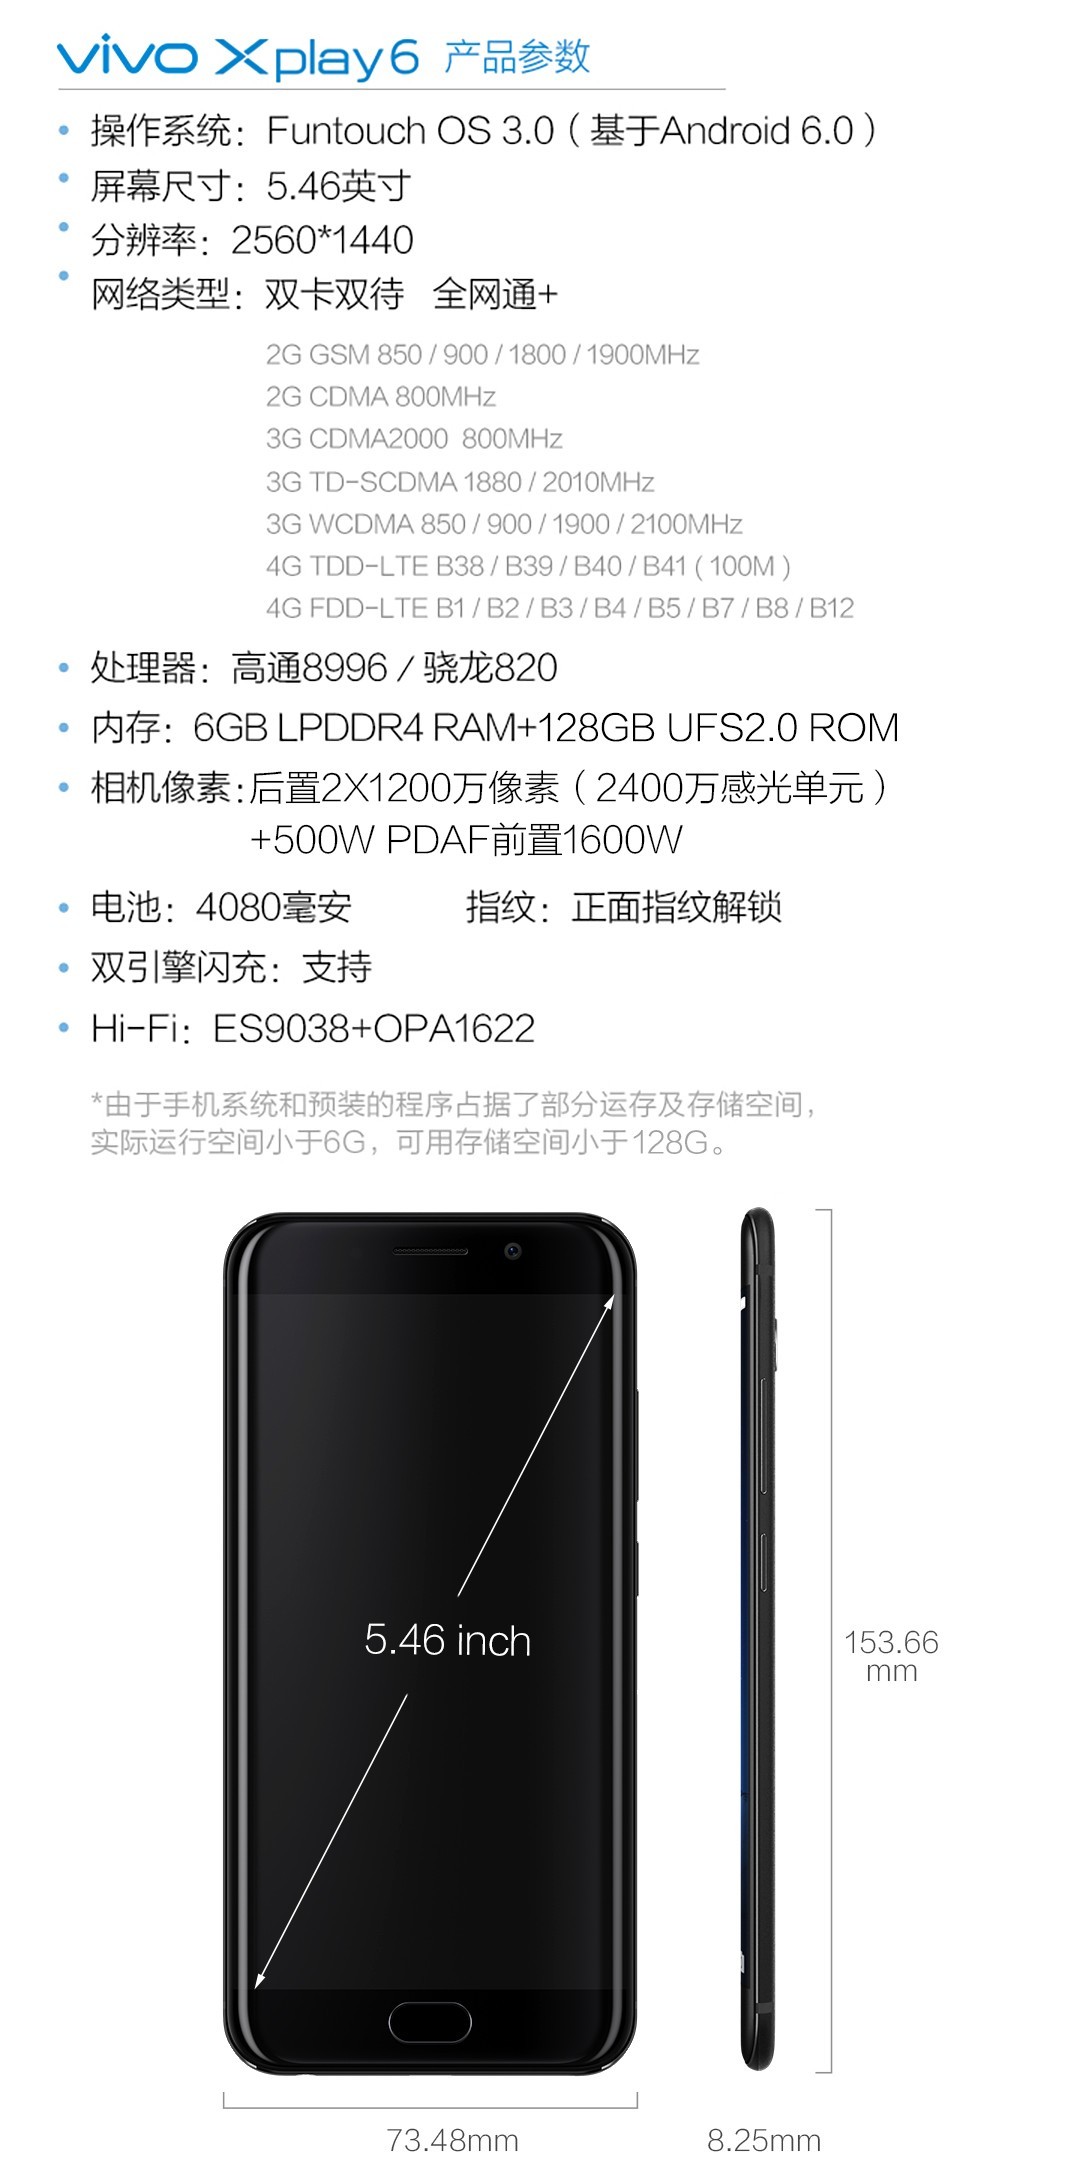 vivo Xplay6 产品参数
操作系统：Funtouch OS 3.0（基于Android 6.0）
屏幕尺寸：5.46英寸
分辨率：2560*1440
网络类型：双卡双待 全网通+
2G GSM 850 / 900 / 1800 / 1900MHz
2G CDMA 800MHz
3G CDMA2000 800MHz
3G TD-SCDMA 1880 / 2010MHz
3G WCDMA 850 / 900 / 1900 / 2100MHz
4G TDD-LTE B38 / B39 / B40 / B41 ( 100M )
4G FDD-LTE B1 / B2 / B3 / B4 / B5 / B7 / B8 / B12
处理器：高通8996 / 骁龙820
内存：6GB LPDDR4 RAM+128GB UFS2.0 ROM
相机像素:后置2X1200万像素（2400万感光单元）
+500W PDAF前置1600W
电池：4080毫安 指纹：正面指纹解锁
双引擎闪充：支持
Hi-Fi：ES9038+OPA1622
*由于手机系统和预装的程序占据了部分运存及存储空间，
实际运行空间小于6G，可用存储空间小于128G。
5.46 inch
153.66
mm
73.48mm 8.25mm